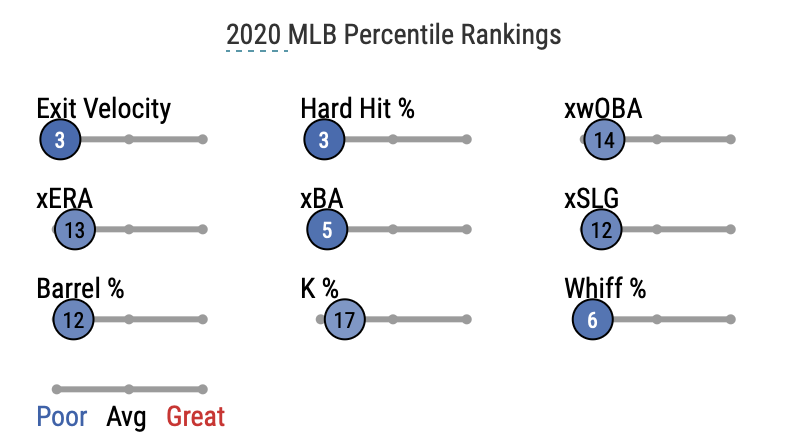 2020 MLB Percentile Rankings
Exit Velocity Hard Hit % xwOBA
3 3 14
xERA xBA xSLG
13 5 12
Barrel % K % Whiff %
12 17 6
Poor Avg Great